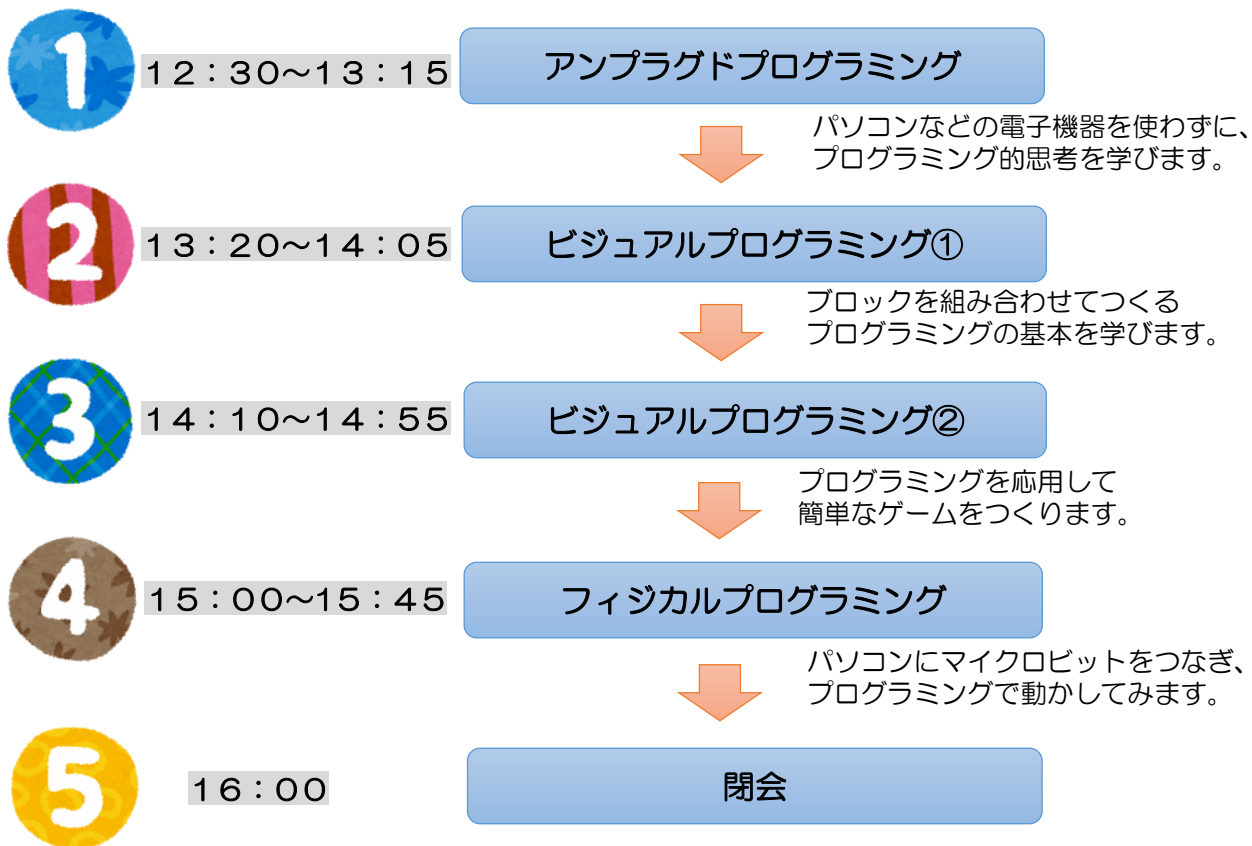 1
12：30～13：15
アンプラグドプログラミング
パソコンなどの電子機器を使わずに、
プログラミング的思考を学びます。
2
13：20～14：05
ビジュアルプログラミング①
ブロックを組み合わせてつくる
プログラミングの基本を学びます。
3
14：10～14：55
ビジュアルプログラミング②
プログラミングを応用して
簡単なゲームをつくります。
4
15：00～15：45
フィジカルプログラミング
パソコンにマイクロビットをつなぎ、
プログラミングで動かしてみます。
5
16：00
閉会